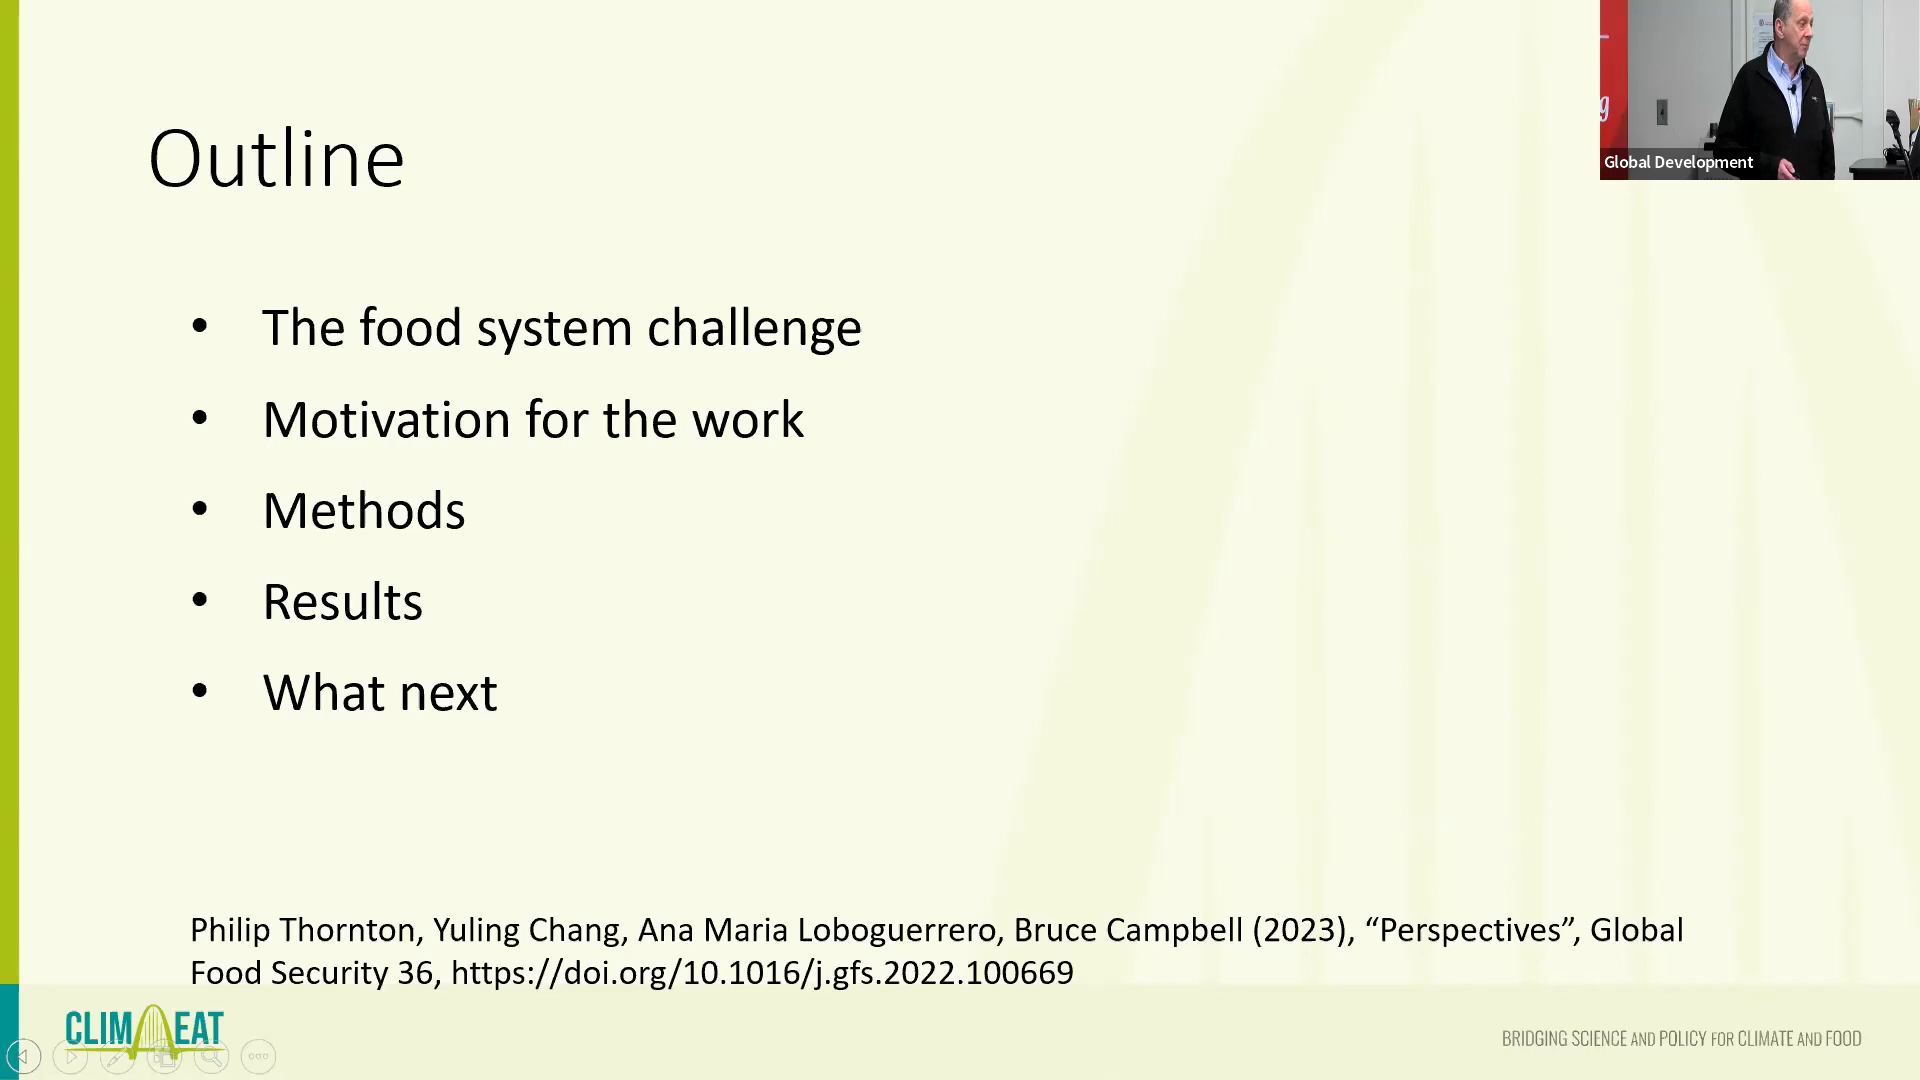 Outline
• The food system challenge
• Motivation for the work
• Methods
• Results
• What next
Philip Thornton, Yuling Chang, Ana Maria Loboguerrero, Bruce Campbell (2023), “Perspectives”, Global
Food Security 36, https://doi.org/10.1016/j.gfs.2022.100669
CLIM EAT
BRIDGING SCIENCE AND POLICY FOR CLIMATE AND FOOD
Global Development